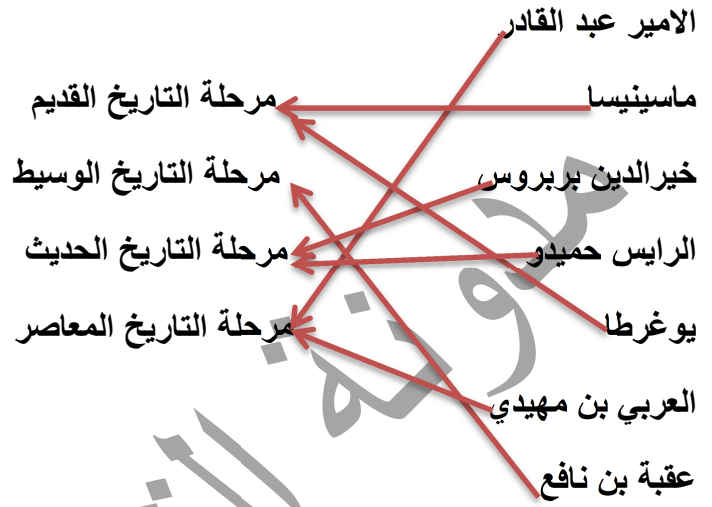 الامير عبد القادر
ماسينيسا
مرحلة التاريخ القديم
خيرالدين بربروس
مرحلة التاريخ الوسيط
الرايس حميدو
مرحلة التاريخ الحديث
يوغرطا
مرحلة التاريخ المعاصر
العربي بن مهيدي
عقبة بن نافع
مدونة